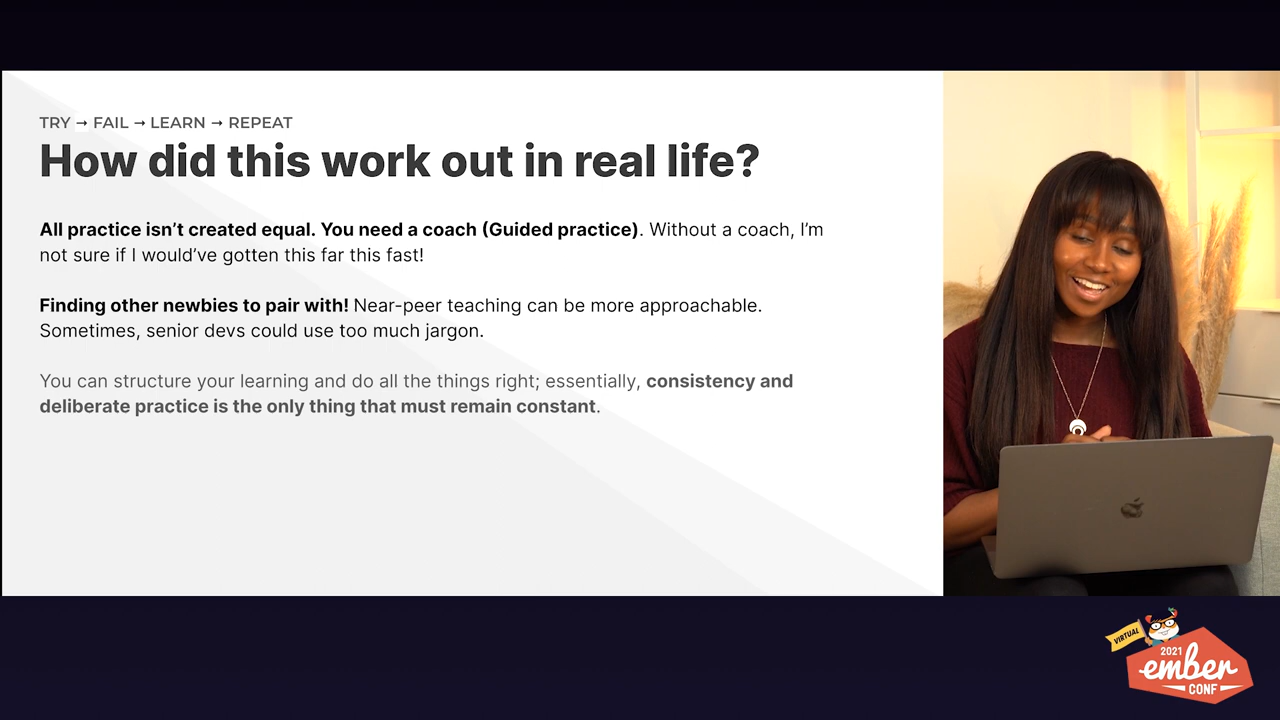 TRY → FAIL → LEARN → REPEAT
How did this work out in real life?
All practice isn’t created equal. You need a coach (Guided practice). Without a coach, I’m
not sure if I would’ve gotten this far this fast!
Finding other newbies to pair with! Near-peer teaching can be more approachable.
Sometimes, senior devs could use too much jargon.
You can structure your learning and do all the things right; essentially, consistency and
deliberate practice is the only thing that must remain constant.
VIRTUAL
2021
ember
CONF